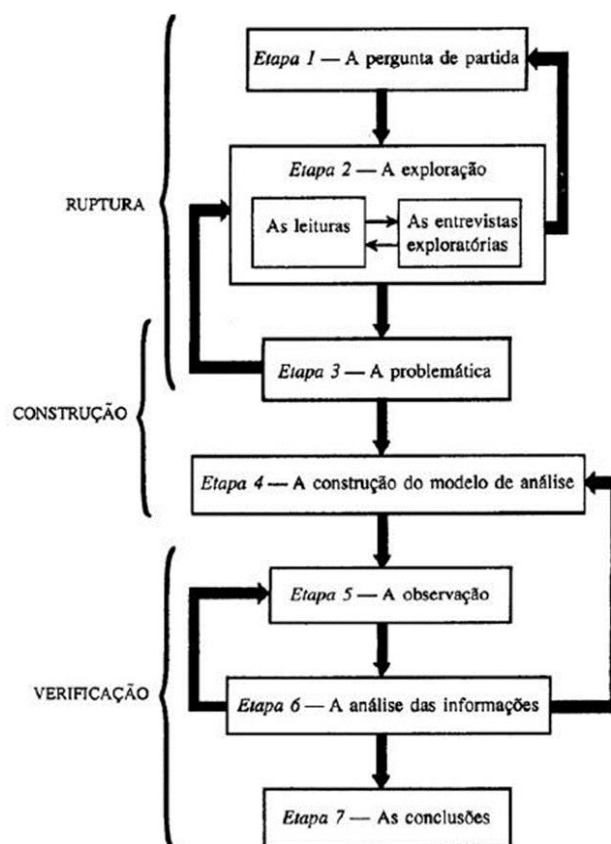 Etapa 1 — A pergunta de partida
Etapa 2 — A exploração
RUPTURA
As leituras
As entrevistas
exploratórias
Etapa 3 — A problemática
CONSTRUÇÃO
Etapa 4 — A construção do modelo de análise
Etapa 5 — A observação
VERIFICAÇÃO
Etapa 6 — A análise das informações
Etapa 7 — As conclusões